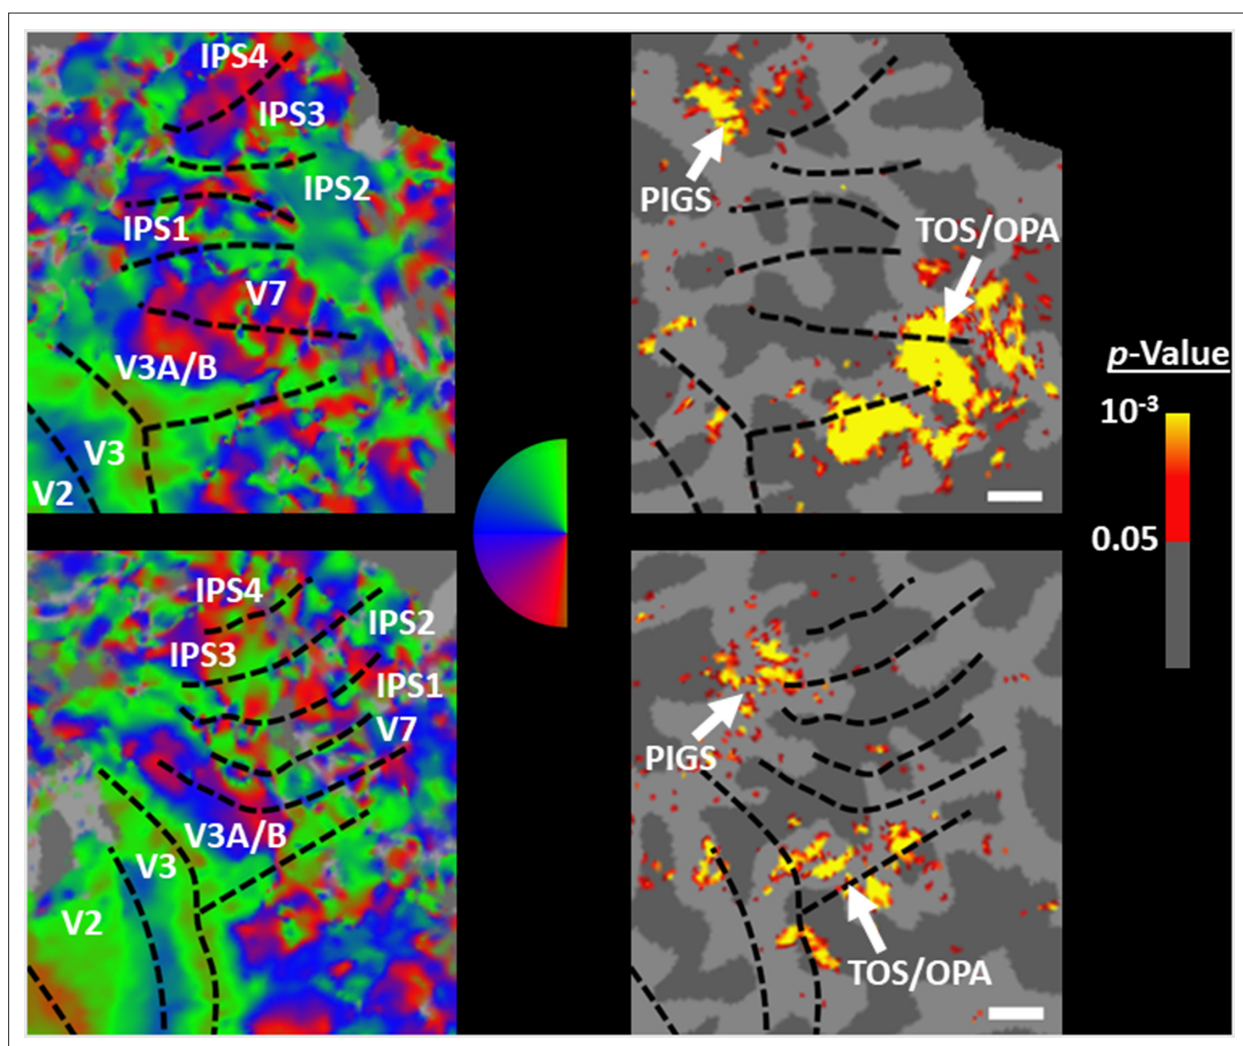 IPS4
IPS3
IPS2
IPS1
V7
V3A/B
V3
V2
PIGS
TOS/OPA
p-Value
10-3
0.05
IPS4
IPS2
IPS3
IPS1
V7
V3A/B
V3
V2
PIGS
TOS/OPA